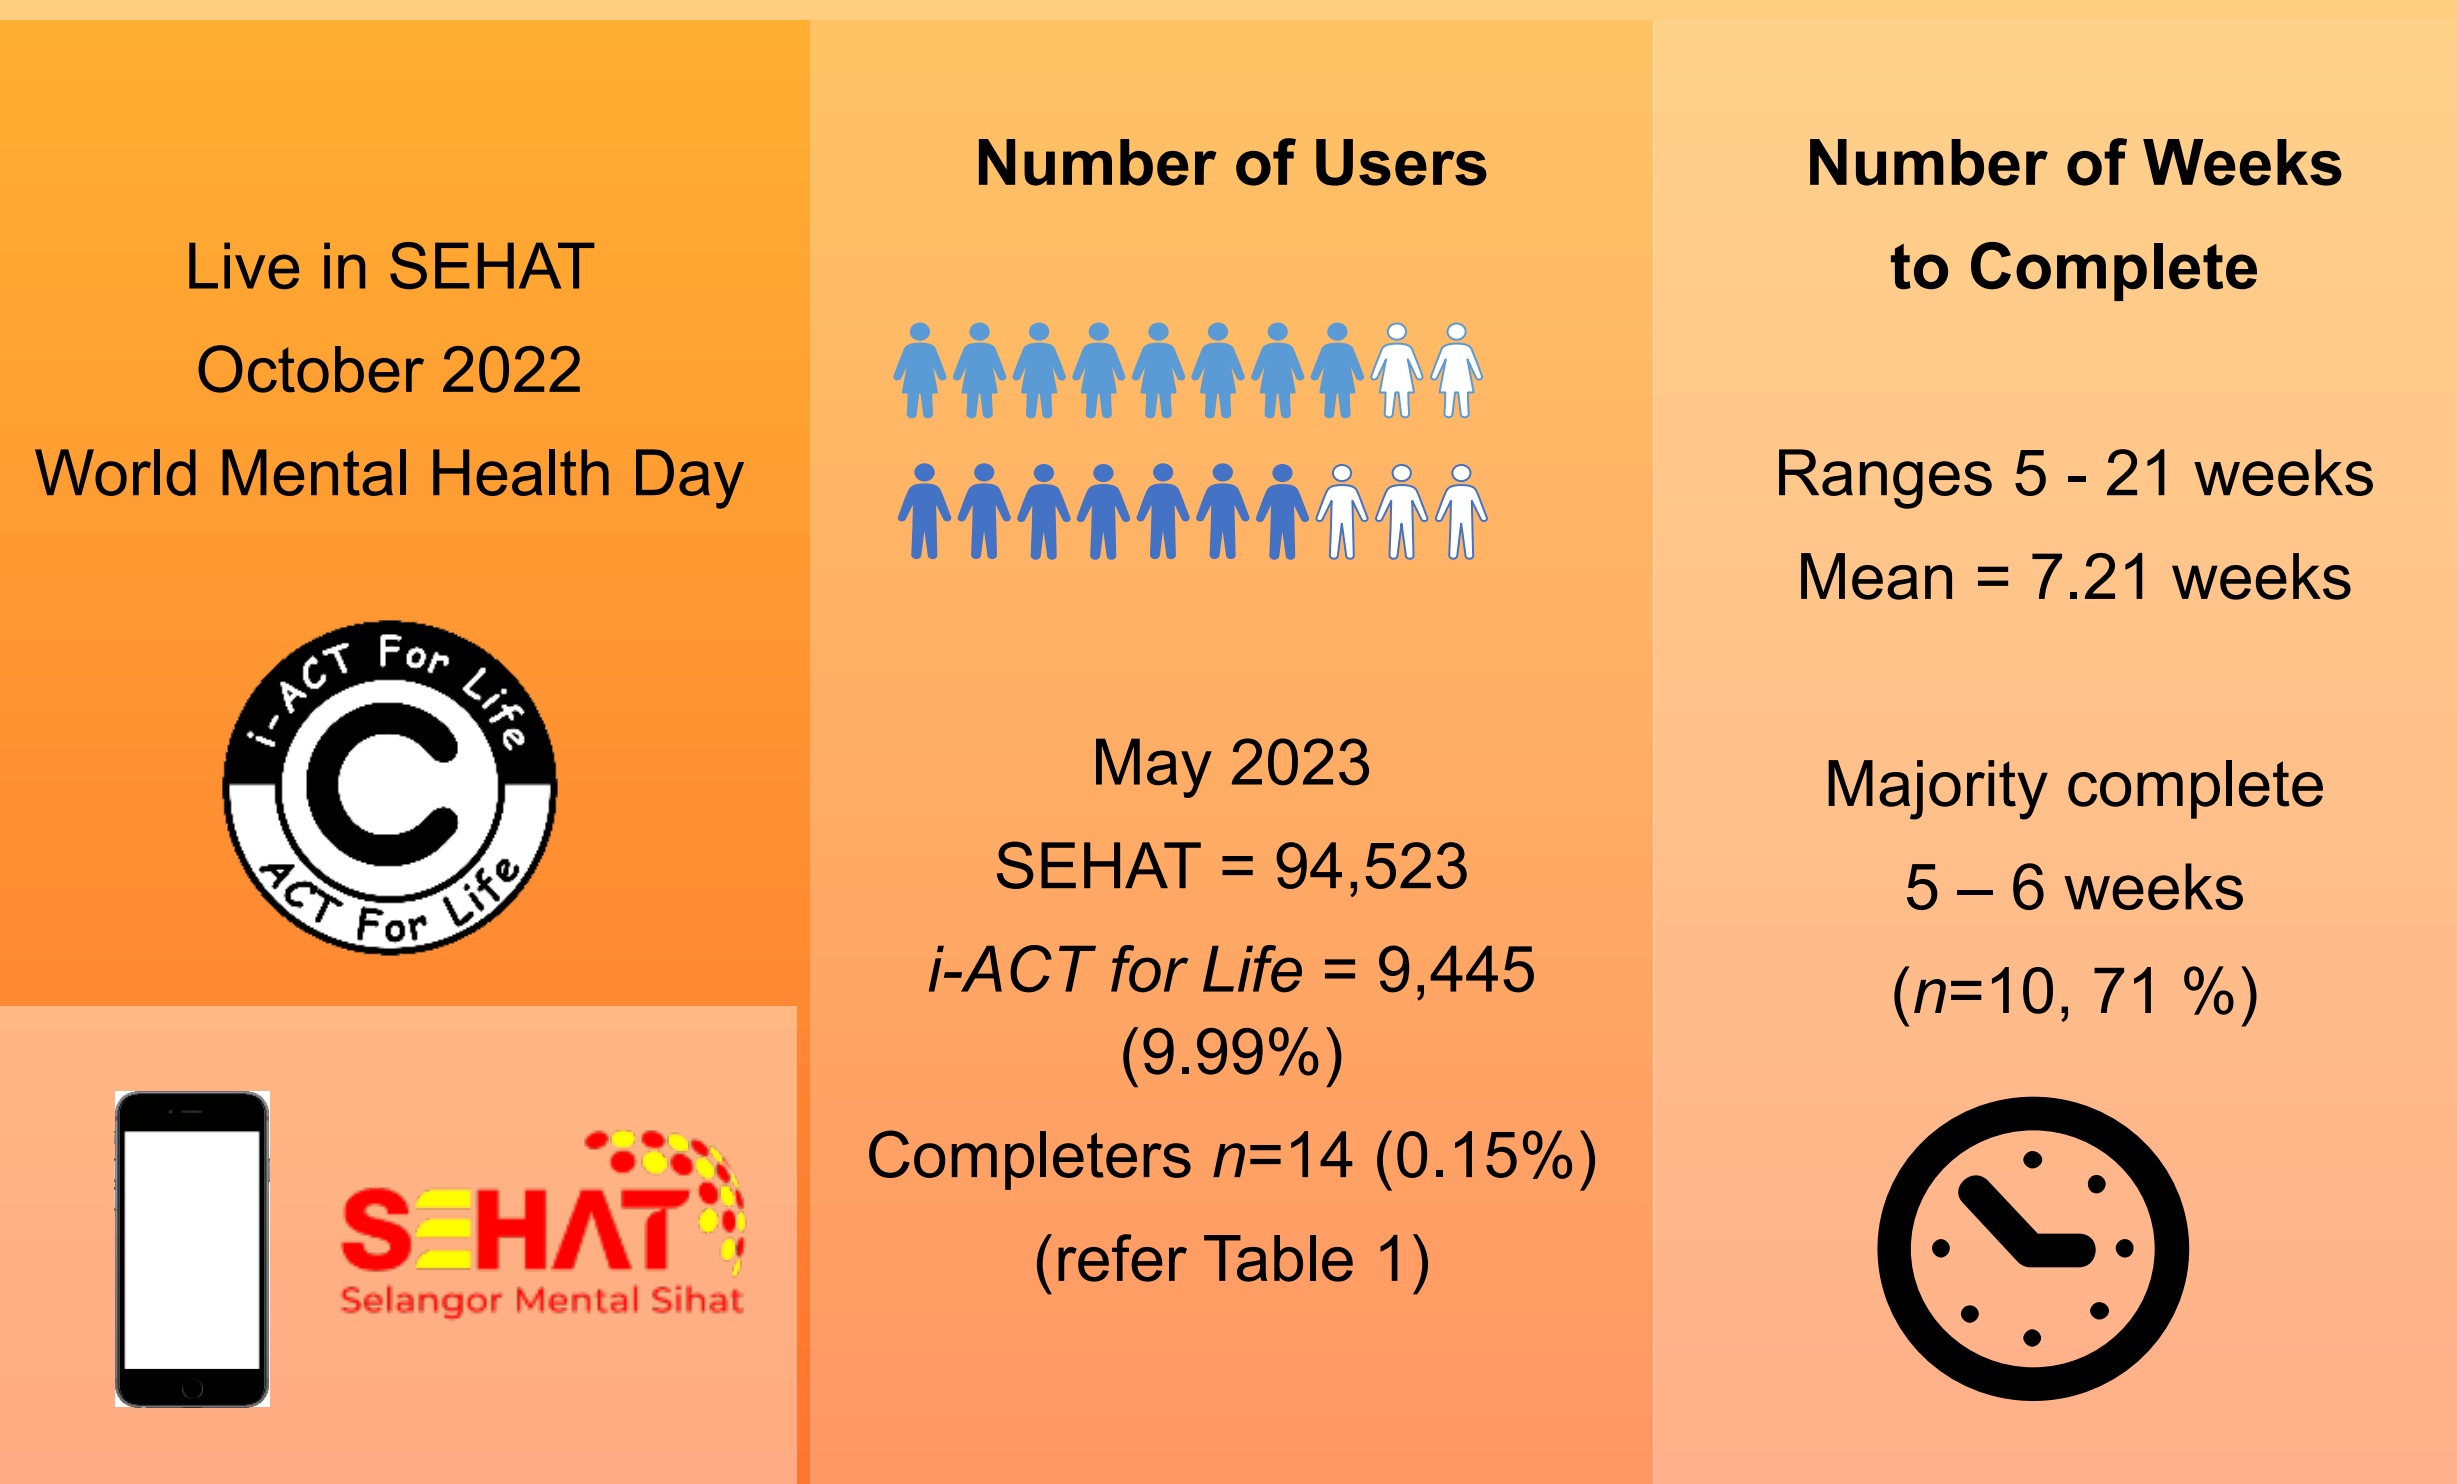 Live in SEHAT
October 2022
World Mental Health Day
i-ACT For Life
ACT For Life
SEHAT
Selangor Mental Sihat
Number of Users
May 2023
SEHAT = 94,523
i-ACT for Life = 9,445
(9.99%)
Completers n=14 (0.15%)
(refer Table 1)
Number of Weeks
to Complete
Ranges 5 - 21 weeks
Mean = 7.21 weeks
Majority complete
5 – 6 weeks
(n=10, 71 %)